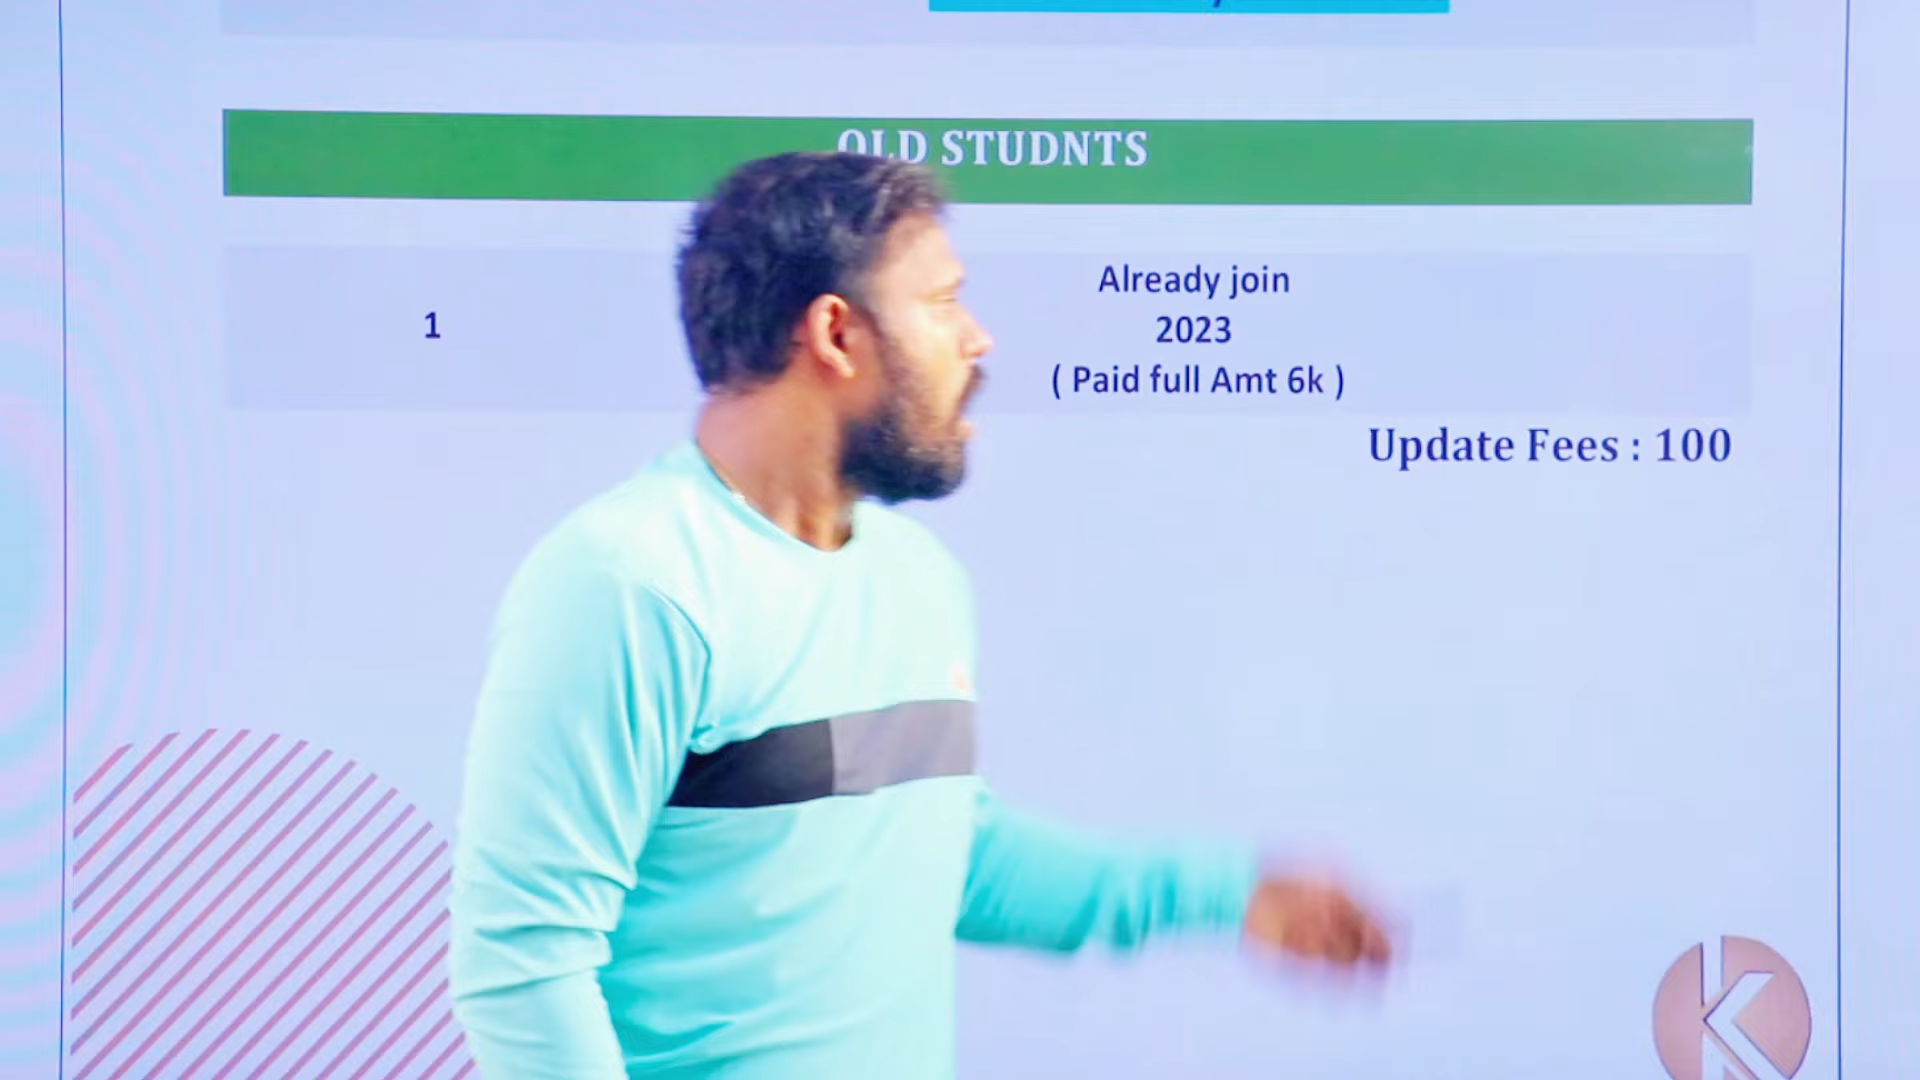 OLD STUDNTS
1
Already join
2023
( Paid full Amt 6k )
Update Fees : 100